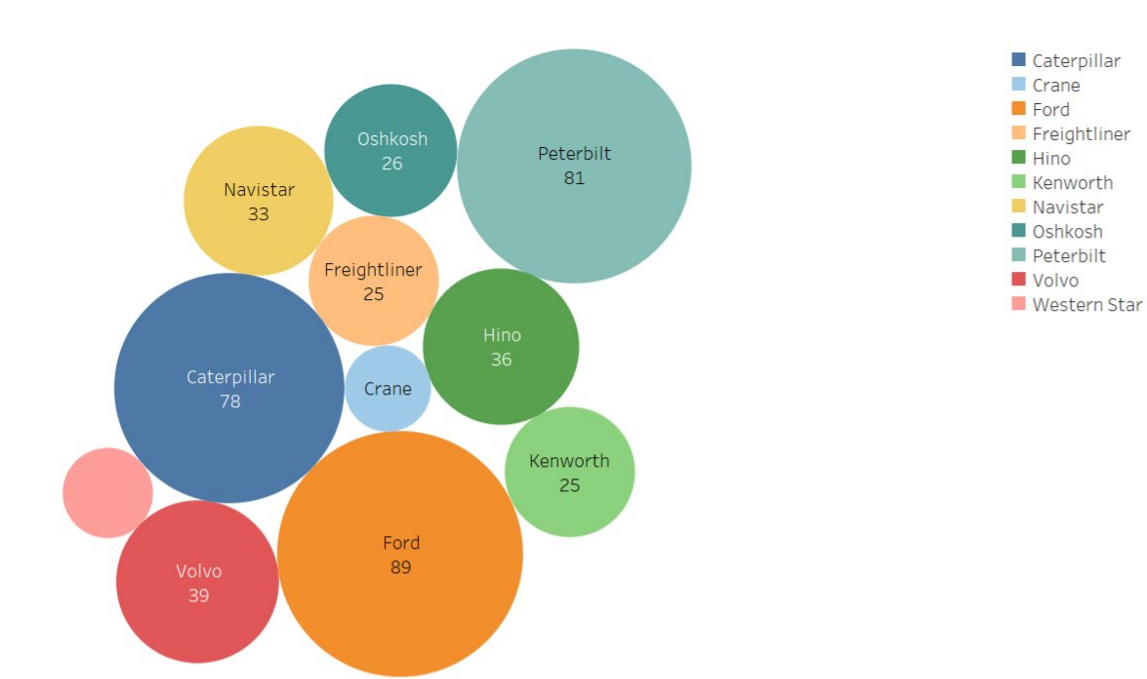 Oshkosh
26
Peterbilt
81
Navistar
33
Freightliner
25
Hino
36
Caterpillar
78
Crane
Kenworth
25
Ford
89
Volvo
39
Caterpillar
Crane
Ford
Freightliner
Hino
Kenworth
Navistar
Oshkosh
Peterbilt
Volvo
Western Star